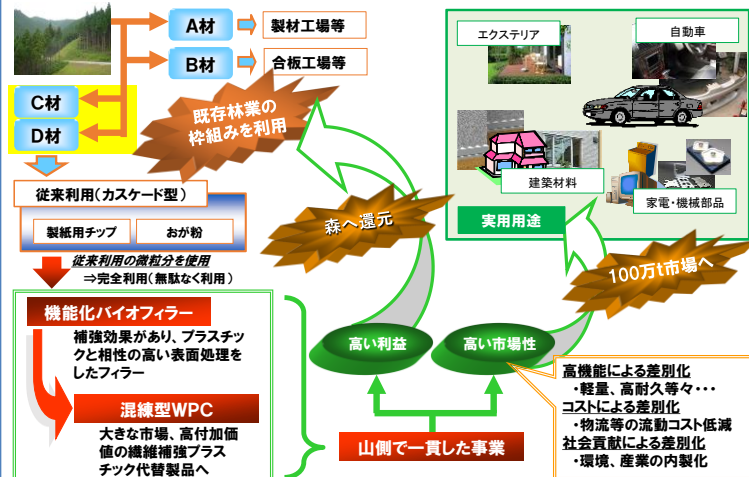 A材
製材工場等
B材
合板工場等
C材
D材
既存林業の
枠組みを利用
従来利用(カスケード型)
製紙用チップ
おが粉
従来利用の微粒分を使用
⇒完全利用(無駄なく利用)
機能化バイオフィラー
補強効果があり、プラスチッ
クと相性の高い表面処理を
したフィラー
混練型WPC
大きな市場、高付加価
値の繊維補強プラス
チック代替製品へ
森へ還元
高い利益
高い市場性
山側で一貫した事業
エクステリア
自動車
建築材料
家電・機械部品
実用用途
100万t市場へ
高機能による差別化
・軽量、高耐久等々・・・
コストによる差別化
・物流等の流動コスト低減
社会貢献による差別化
・環境、産業の内製化